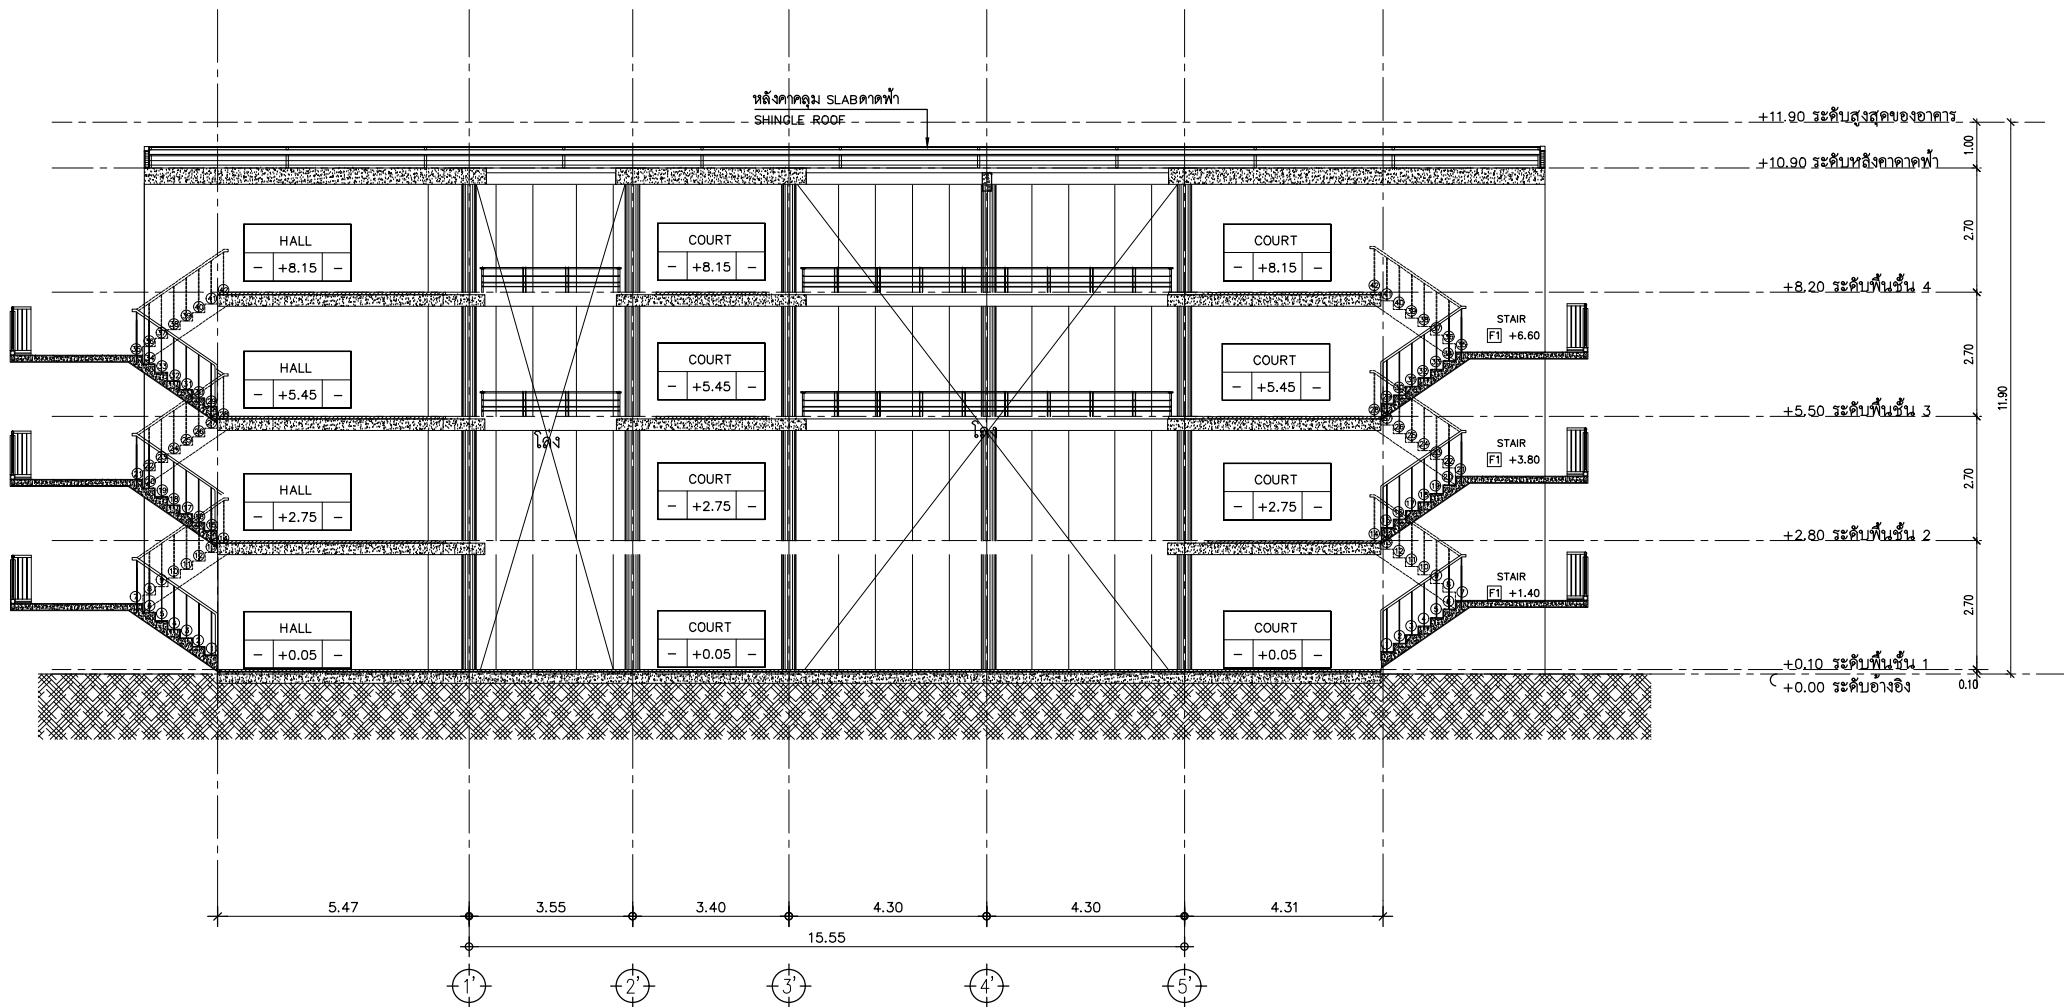 หลังคาคลุม SLABดาดฟ้า
SHINGLE ROOF
+11.90 ระดับสูงสุดของอาคาร
1.00
+10.90 ระดับหลังคาดาดฟ้า
HALL
- +8.15 -
COURT
- +8.15 -
COURT
- +8.15 -
2.70
+8.20 ระดับพื้นชั้น 4
STAIR
F1 +6.60
HALL
- +5.45 -
COURT
- +5.45 -
COURT
- +5.45 -
2.70
11.90
+5.50 ระดับพื้นชั้น 3
โล่ง
โล่ง
STAIR
F1 +3.80
HALL
- +2.75 -
COURT
- +2.75 -
COURT
- +2.75 -
2.70
+2.80 ระดับพื้นชั้น 2
STAIR
F1 +1.40
HALL
- +0.05 -
COURT
- +0.05 -
COURT
- +0.05 -
2.70
+0.10 ระดับพื้นชั้น 1
+0.00 ระดับอ้างอิง
0.10
5.47 3.55 3.40 4.30 4.30 4.31
15.55
1' 2' 3' 4' 5'